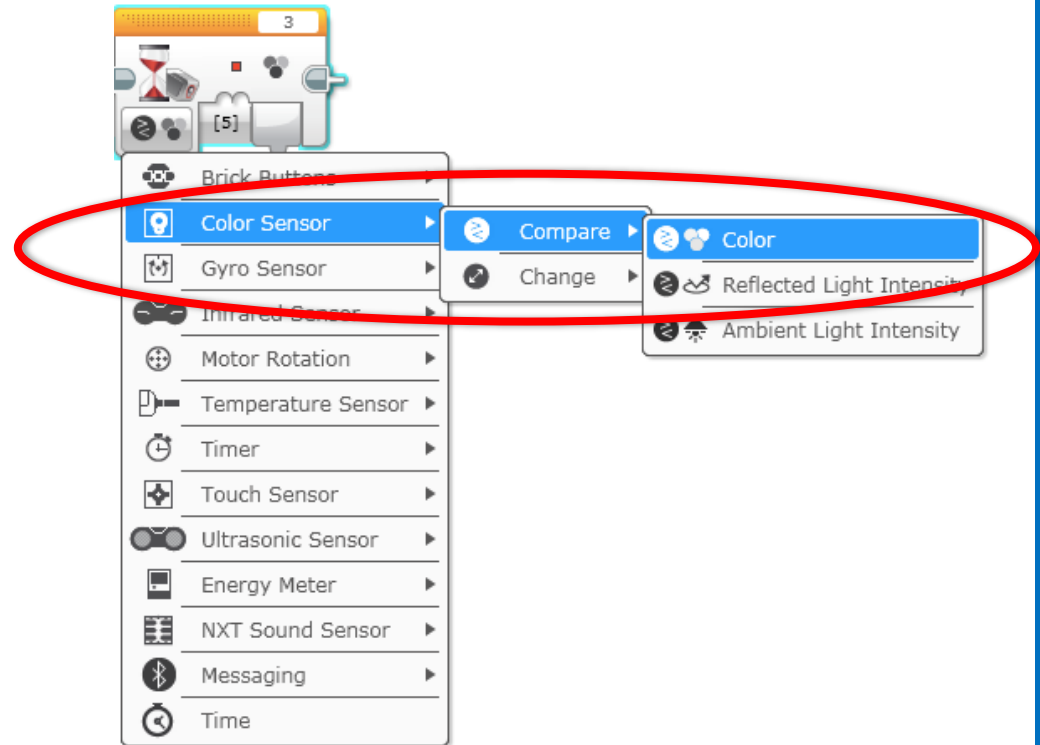 3
[5]
Brick Buttons
Color Sensor
Compare
Color
Gyro Sensor
Change
Reflected Light Intensity
Infrared Sensor
Ambient Light Intensity
Motor Rotation
Temperature Sensor
Timer
Touch Sensor
Ultrasonic Sensor
Energy Meter
NXT Sound Sensor
Messaging
Time